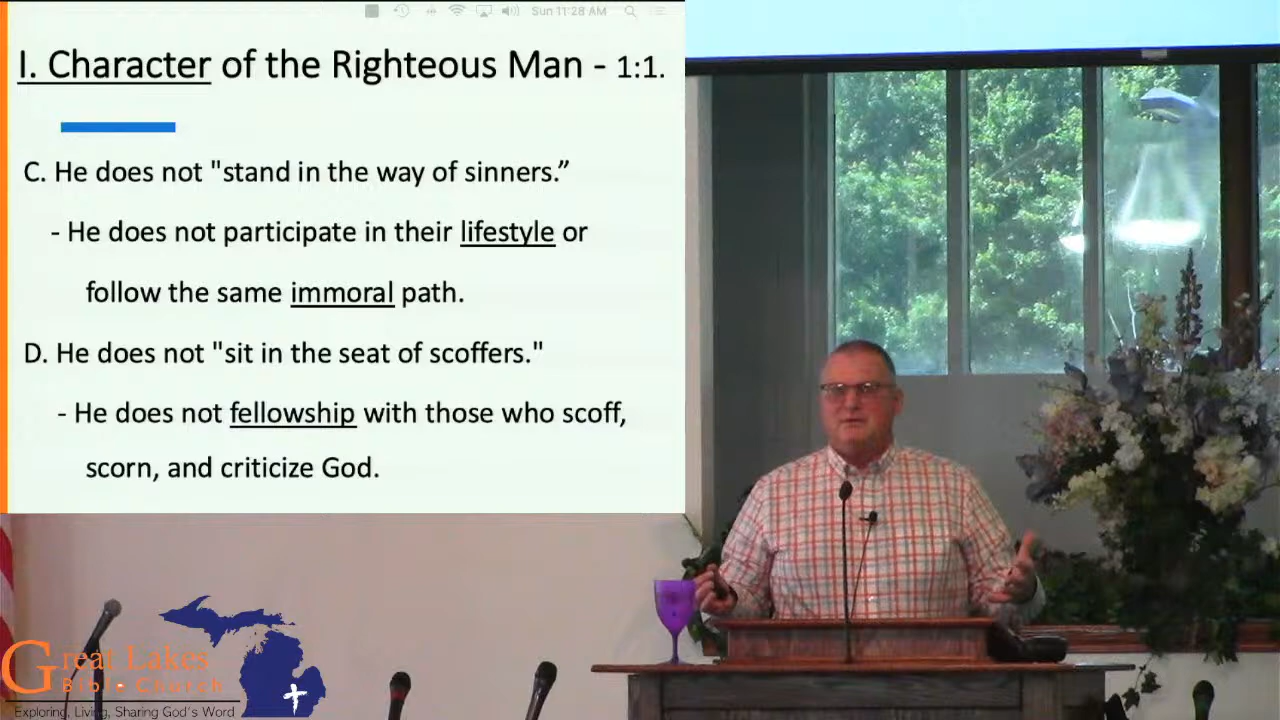 Sun 11:28 AM
I. Character of the Righteous Man - 1:1.
C. He does not "stand in the way of sinners.”
- He does not participate in their lifestyle or
follow the same immoral path.
D. He does not "sit in the seat of scoffers."
- He does not fellowship with those who scoff,
scorn, and criticize God.
Great Lakes
Bible Church
Exploring, Living, Sharing God's Word